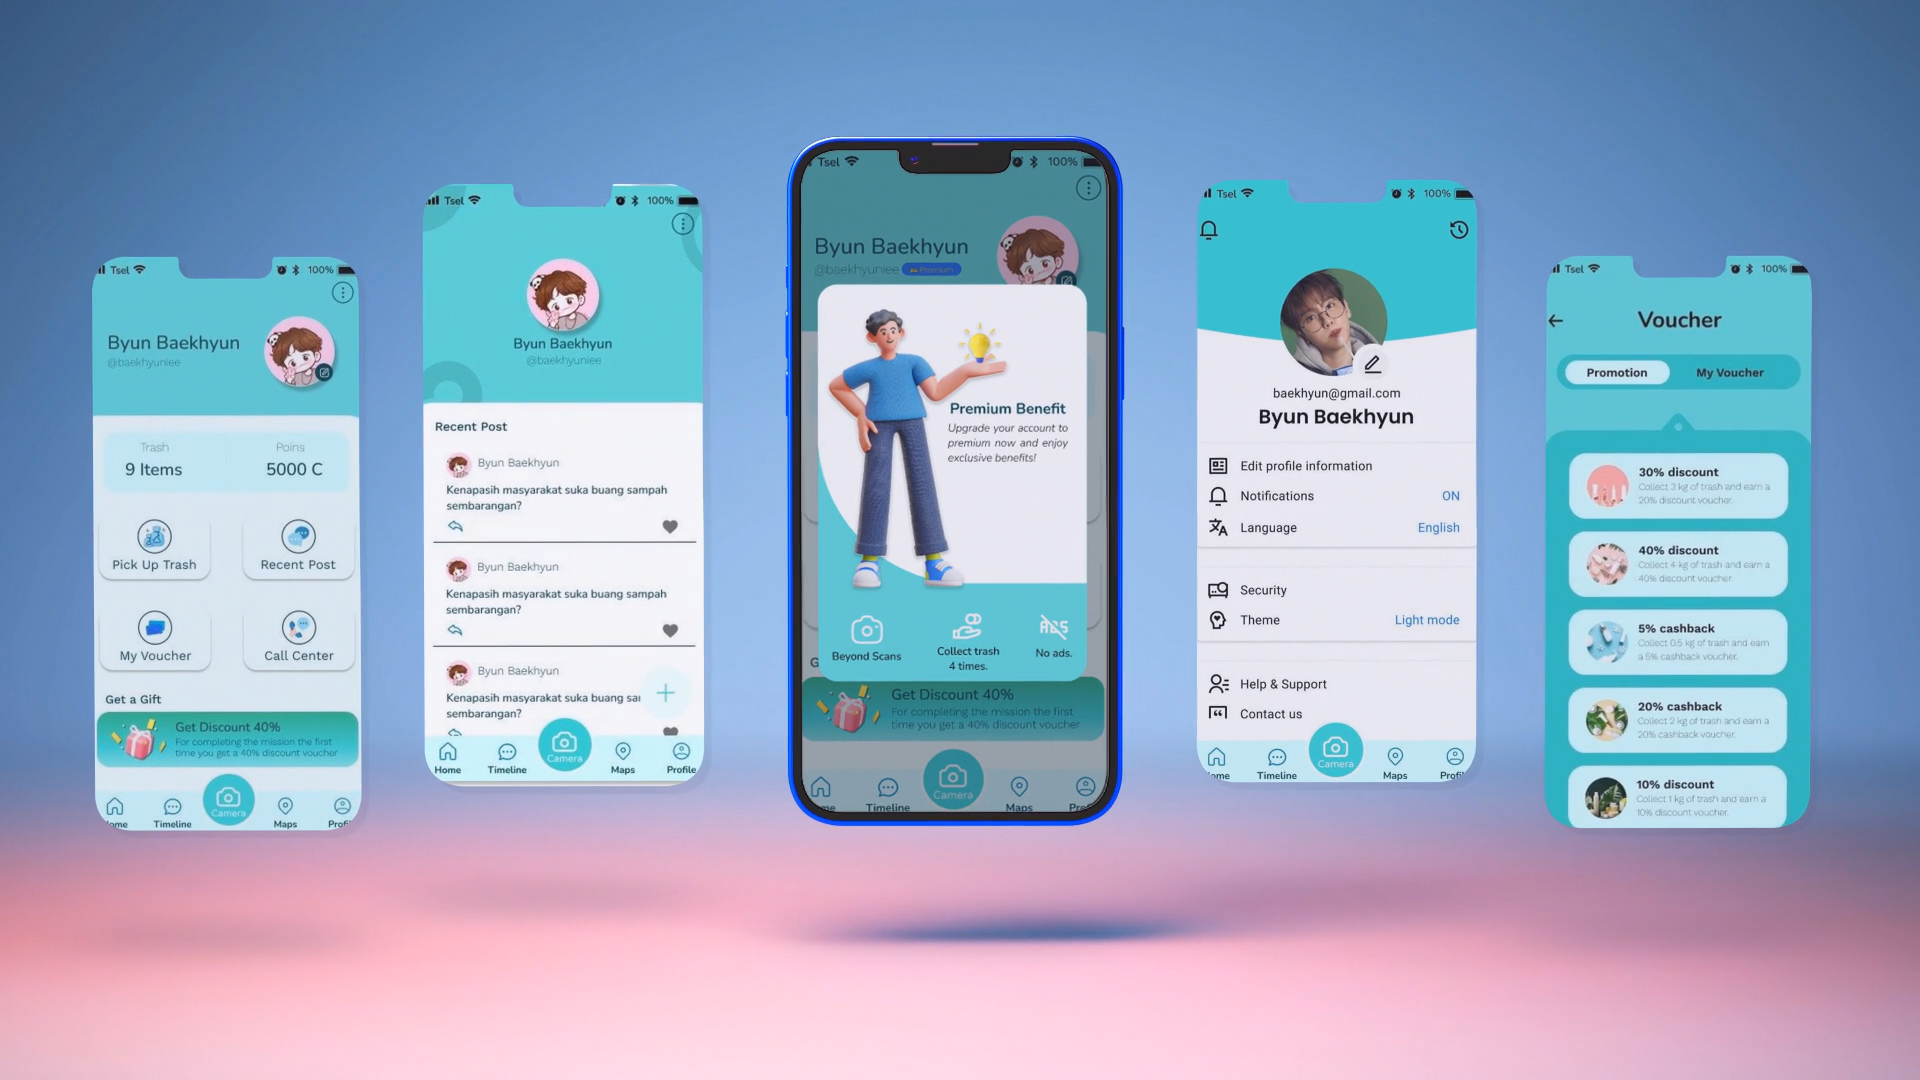 Tsel
100%
Byun Baekhyun
@baekhyuniee
Trash
9 Items
Poins
5000 C
Pick Up Trash
Recent Post
My Voucher
Call Center
Get a Gift
Get Discount 40%
For completing the mission the first
time you get a 40% discount voucher
ome
Timeline
Camera
Maps
Profi
Tsel
100%
Byun Baekhyun
@baekhyuniee
Recent Post
Byun Baekhyun
Kenapasih masyarakat suka buang sampah
sembarangan?
Byun Baekhyun
Kenapasih masyarakat suka buang sampah
sembarangan?
Byun Baekhyun
Kenapasih masyarakat suka buang sai
sembarangan?
Home
Timeline
Camera
Maps
Profile
Tsel
100%
Byun Baekhyun
@baekhyuniee
Premium
Premium Benefit
Upgrade your account to
premium now and enjoy
exclusive benefits!
Beyond Scans
Collect trash
4 times.
ADS
No ads.
G
Get Discount 40%
For completing the mission the first
time you get a 40% discount voucher
me
Timeline
Camera
Maps
Pro
Tsel
100%
baekhyun@gmail.com
Byun Baekhyun
Edit profile information
Notifications
ON
Language
English
Security
Theme
Light mode
Help & Support
Contact us
ome
Timeline
Camera
Maps
Profil
Tsel
100%
Voucher
Promotion
My Voucher
30% discount
Collect 3 kg of trash and earn a
20% discount voucher.
40% discount
Collect 4 kg of trash and earn a
40% discount voucher.
5% cashback
Collect 0.5 kg of trash and earn
a 5% cashback voucher.
20% cashback
Collect 2 kg of trash and earn a
20% cashback voucher.
10% discount
Collect 1 kg of trash and earn a
10% discount voucher.